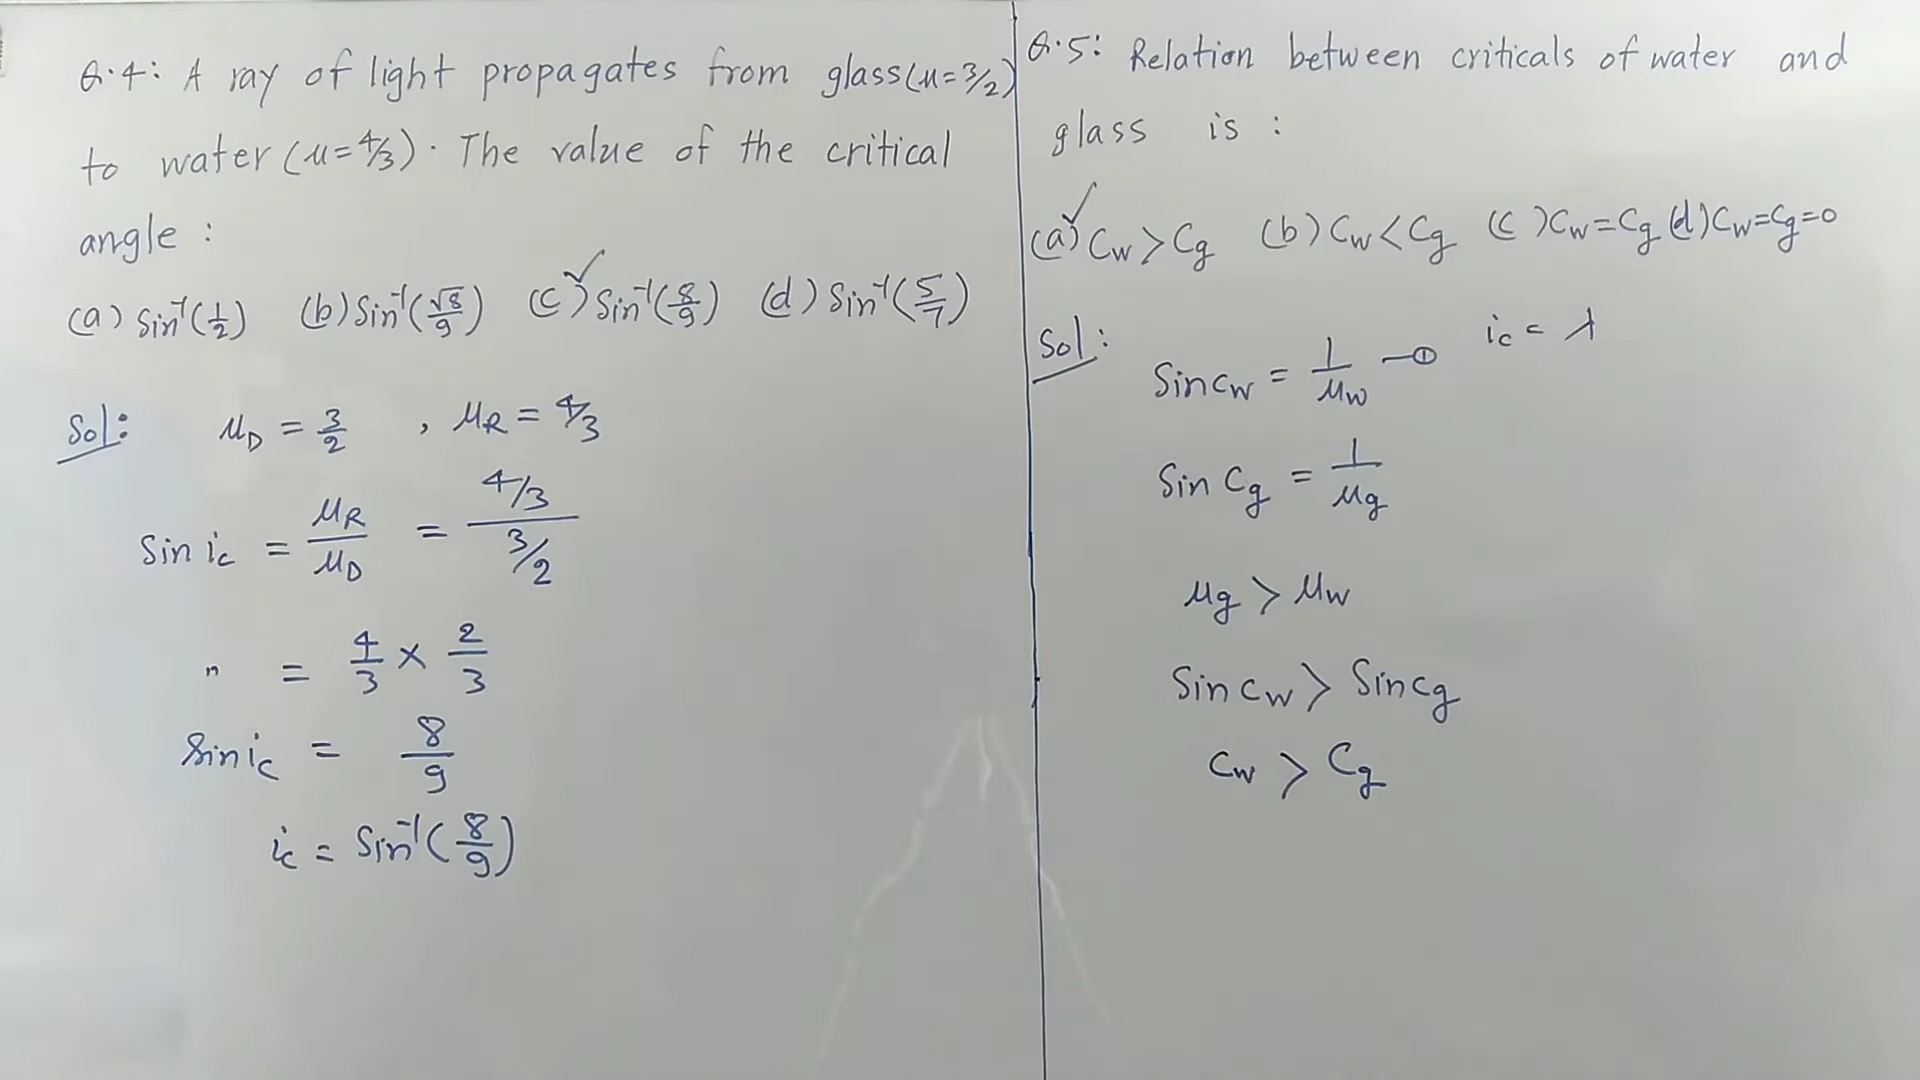 Q.4: A ray of light propagates from glass(μ=3/2)
to water (μ=4/3). The value of the critical
angle :
(a) Sin⁻¹(1/2) (b) Sin⁻¹(√8/9) (c) Sin⁻¹(8/9) (d) Sin⁻¹(5/7)
Sol: μD = 3/2 , μR = 4/3
Sin ic = μR/μD = (4/3)/(3/2)
" = 4/3 × 2/3
Sin ic = 8/9
ic = Sin⁻¹(8/9)
Q.5: Relation between criticals of water and
glass is :
(a) Cw > Cg (b) Cw < Cg (c) Cw = Cg (d) Cw = Cg = 0
Sol: Sin Cw = 1/μw —① ic = λ
Sin Cg = 1/μg
μg > μw
Sin Cw > Sin Cg
Cw > Cg